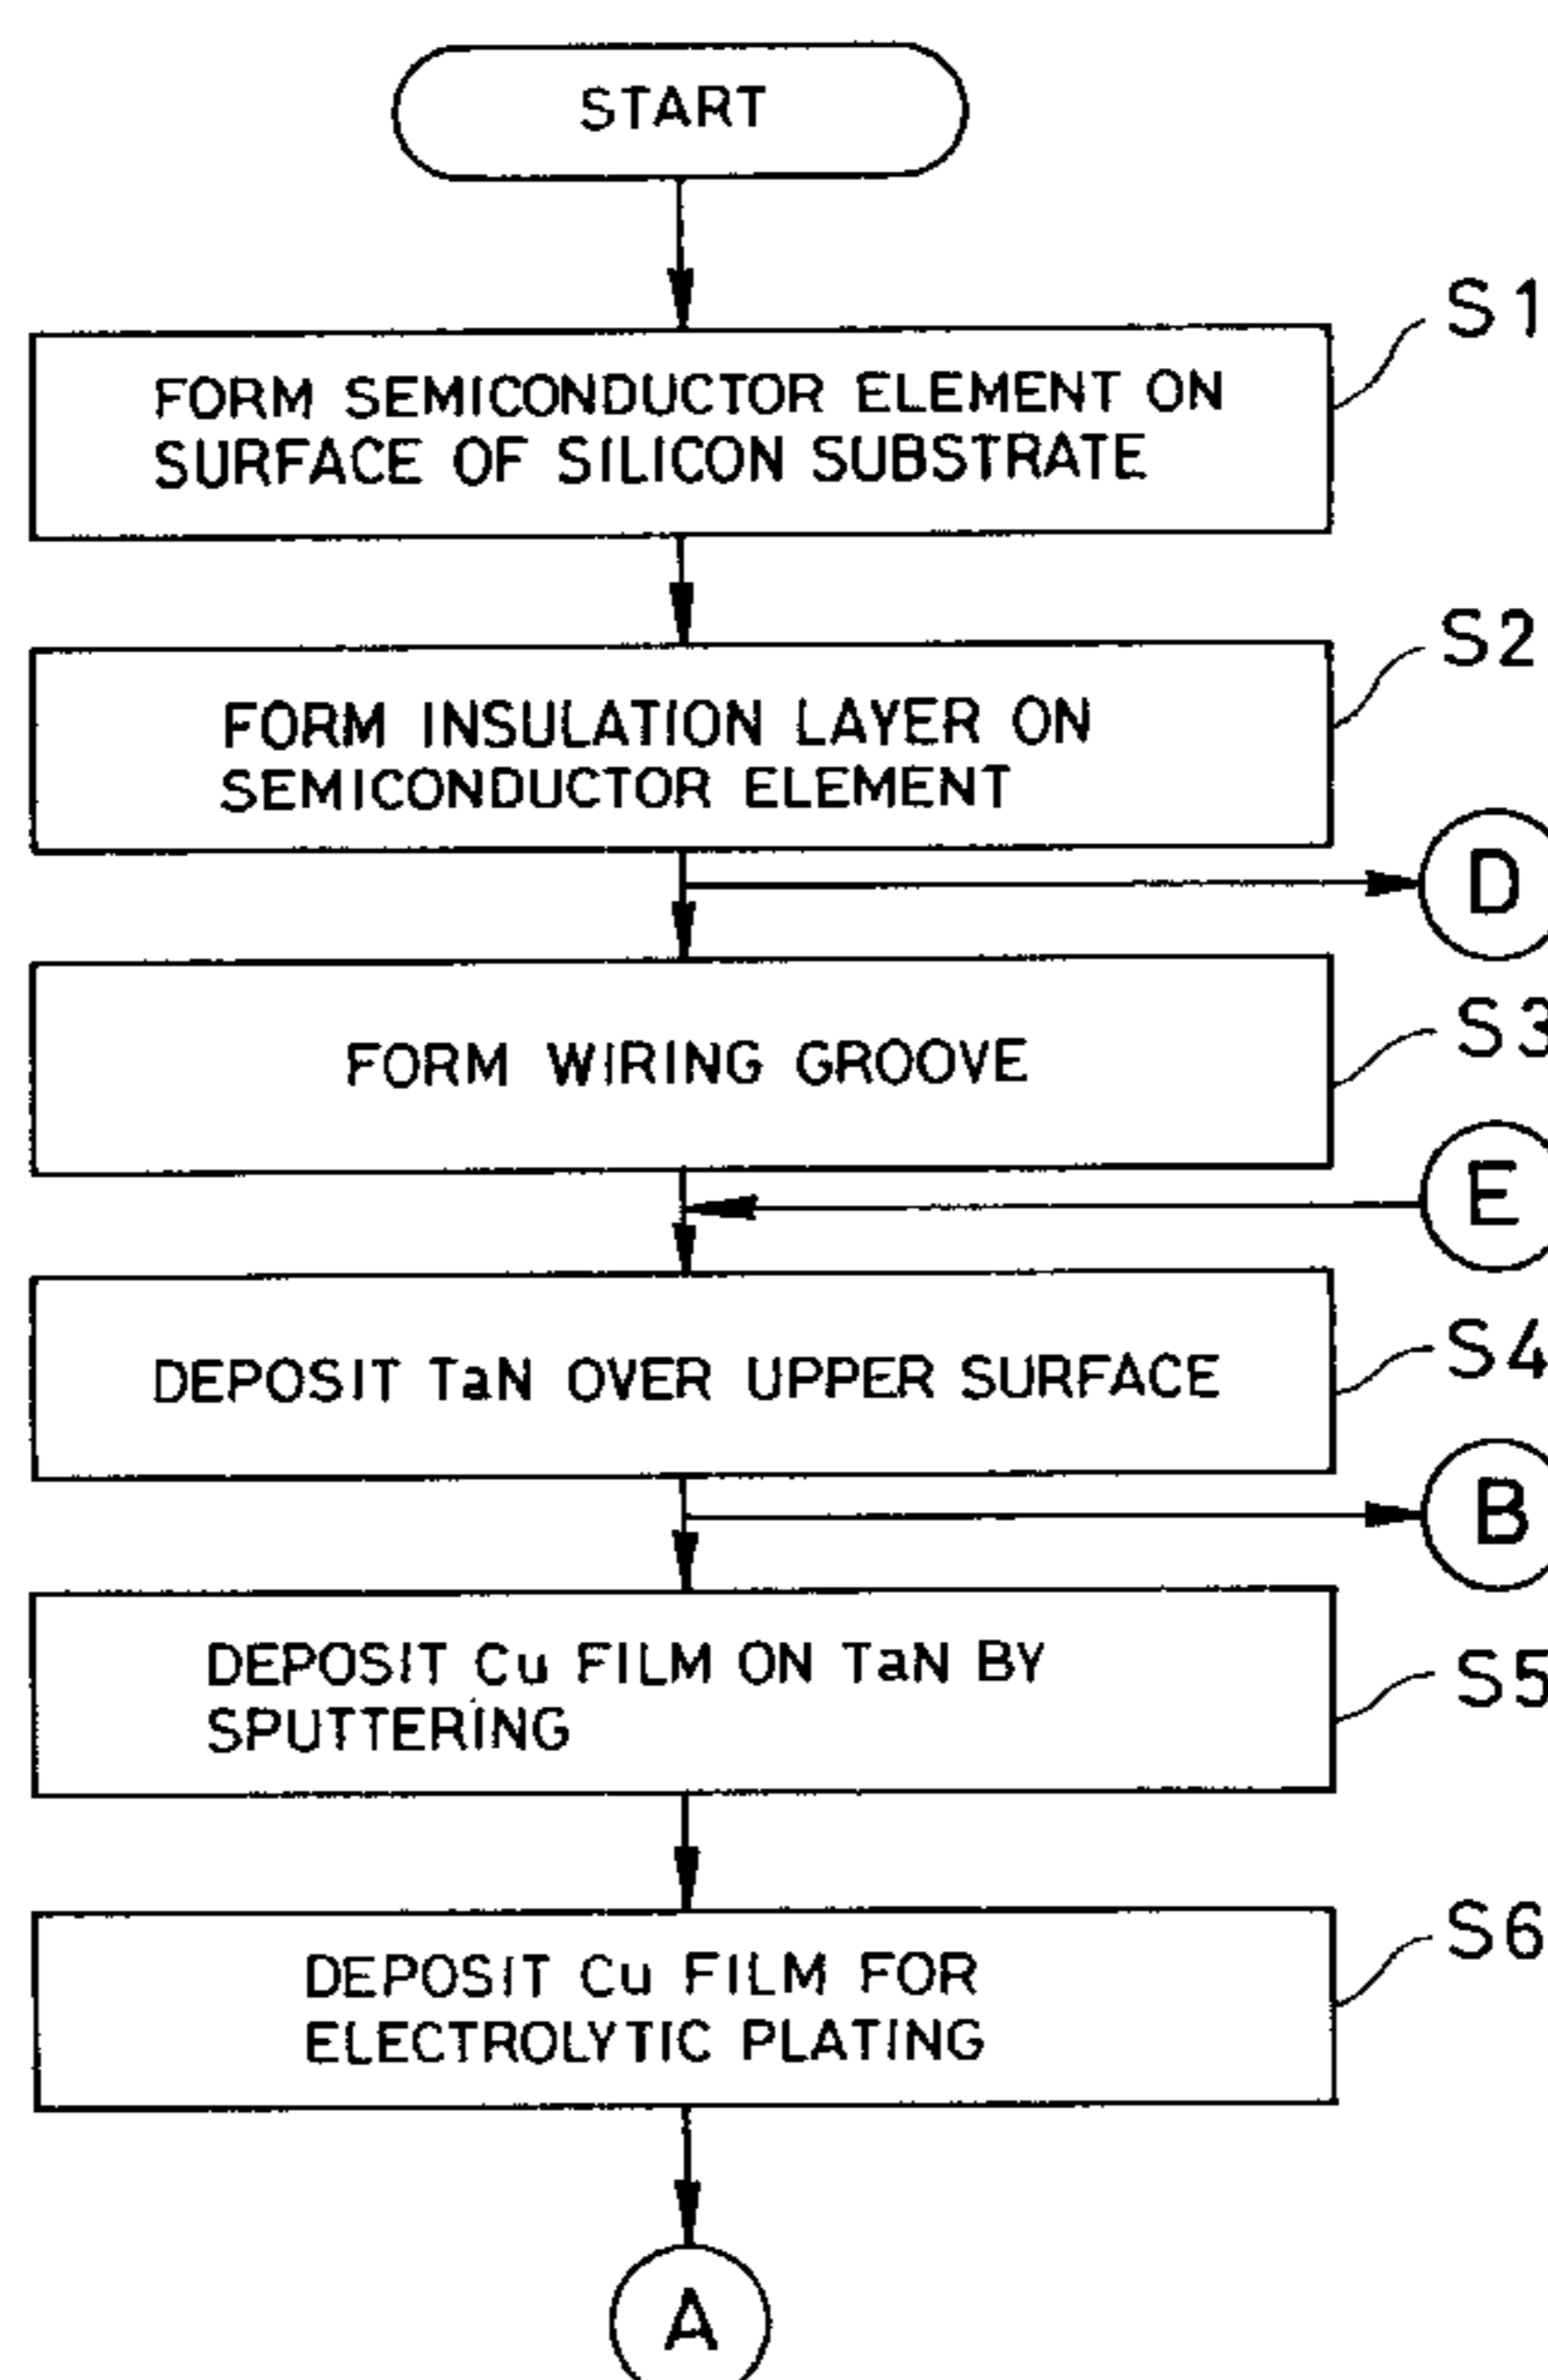 START
S1
FORM SEMICONDUCTOR ELEMENT ON
SURFACE OF SILICON SUBSTRATE
S2
FORM INSULATION LAYER ON
SEMICONDUCTOR ELEMENT
D
S3
FORM WIRING GROOVE
E
S4
DEPOSIT TaN OVER UPPER SURFACE
B
S5
DEPOSIT Cu FILM ON TaN BY
SPUTTERING
S6
DEPOSIT Cu FILM FOR
ELECTROLYTIC PLATING
A